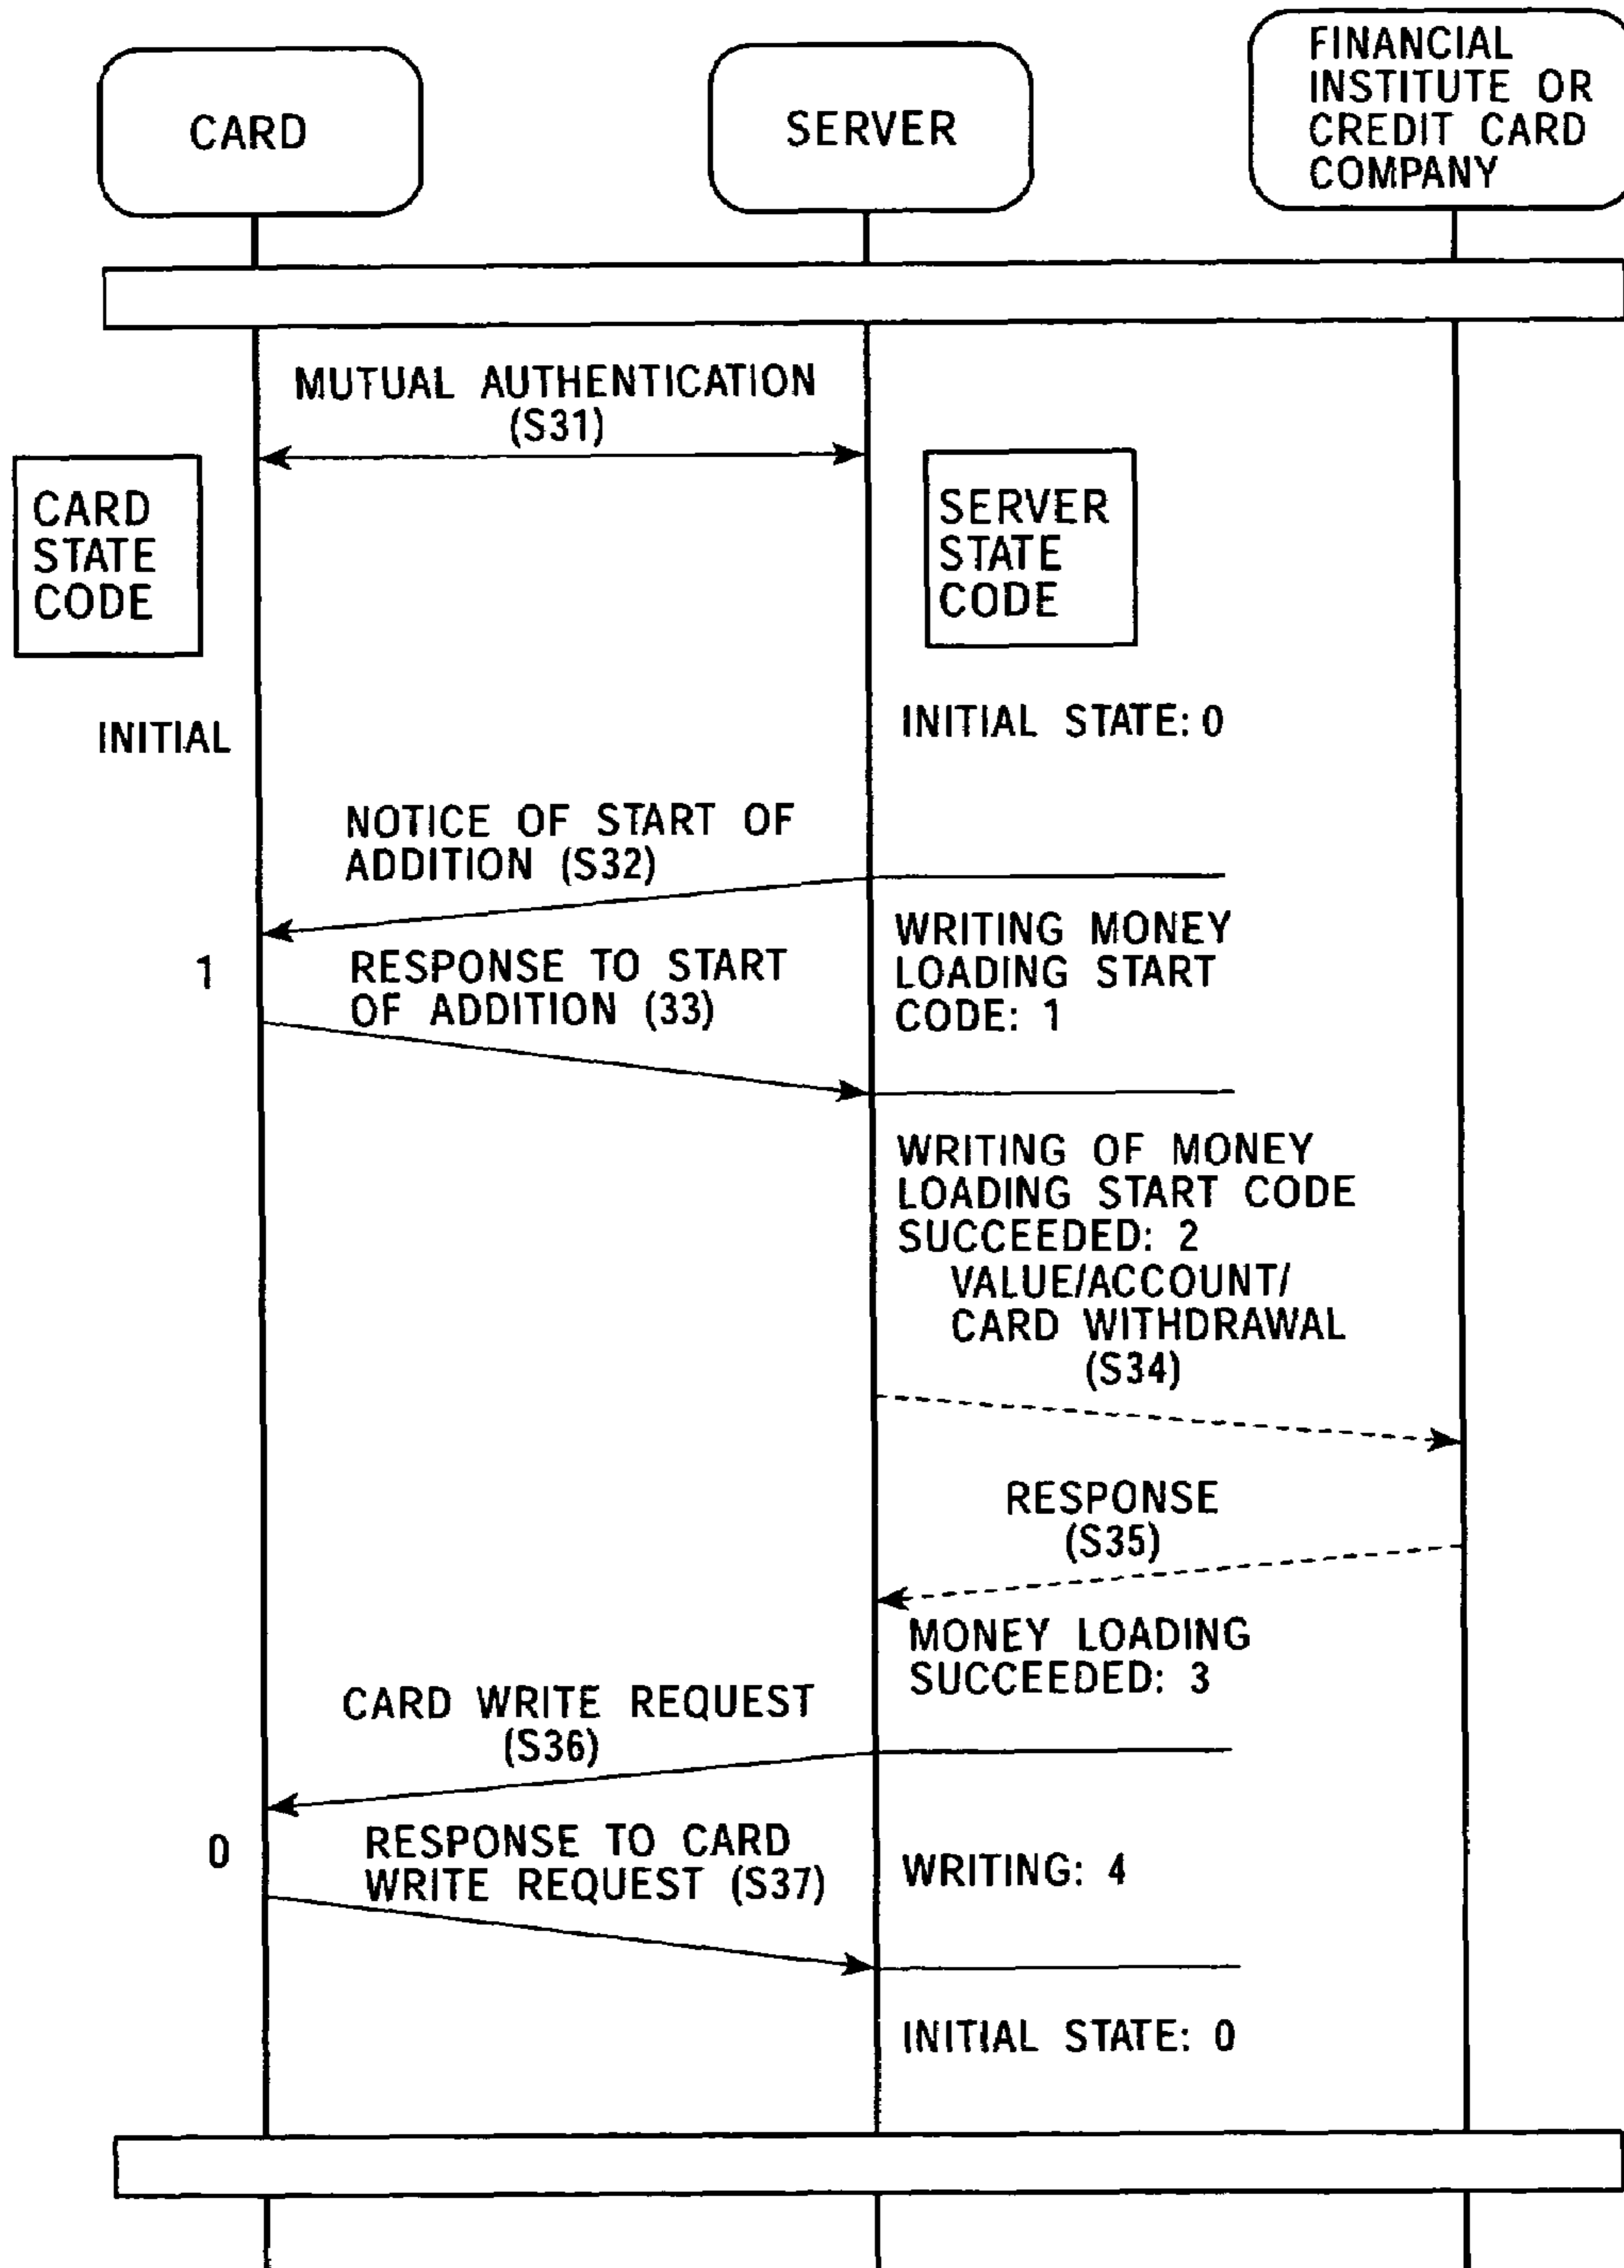 CARD
SERVER
FINANCIAL
INSTITUTE OR
CREDIT CARD
COMPANY
MUTUAL AUTHENTICATION
(S31)
CARD
STATE
CODE
SERVER
STATE
CODE
INITIAL
INITIAL STATE: 0
NOTICE OF START OF
ADDITION (S32)
1
RESPONSE TO START
OF ADDITION (33)
WRITING MONEY
LOADING START
CODE: 1
WRITING OF MONEY
LOADING START CODE
SUCCEEDED: 2
VALUE/ACCOUNT/
CARD WITHDRAWAL
(S34)
RESPONSE
(S35)
MONEY LOADING
SUCCEEDED: 3
CARD WRITE REQUEST
(S36)
0
RESPONSE TO CARD
WRITE REQUEST (S37)
WRITING: 4
INITIAL STATE: 0